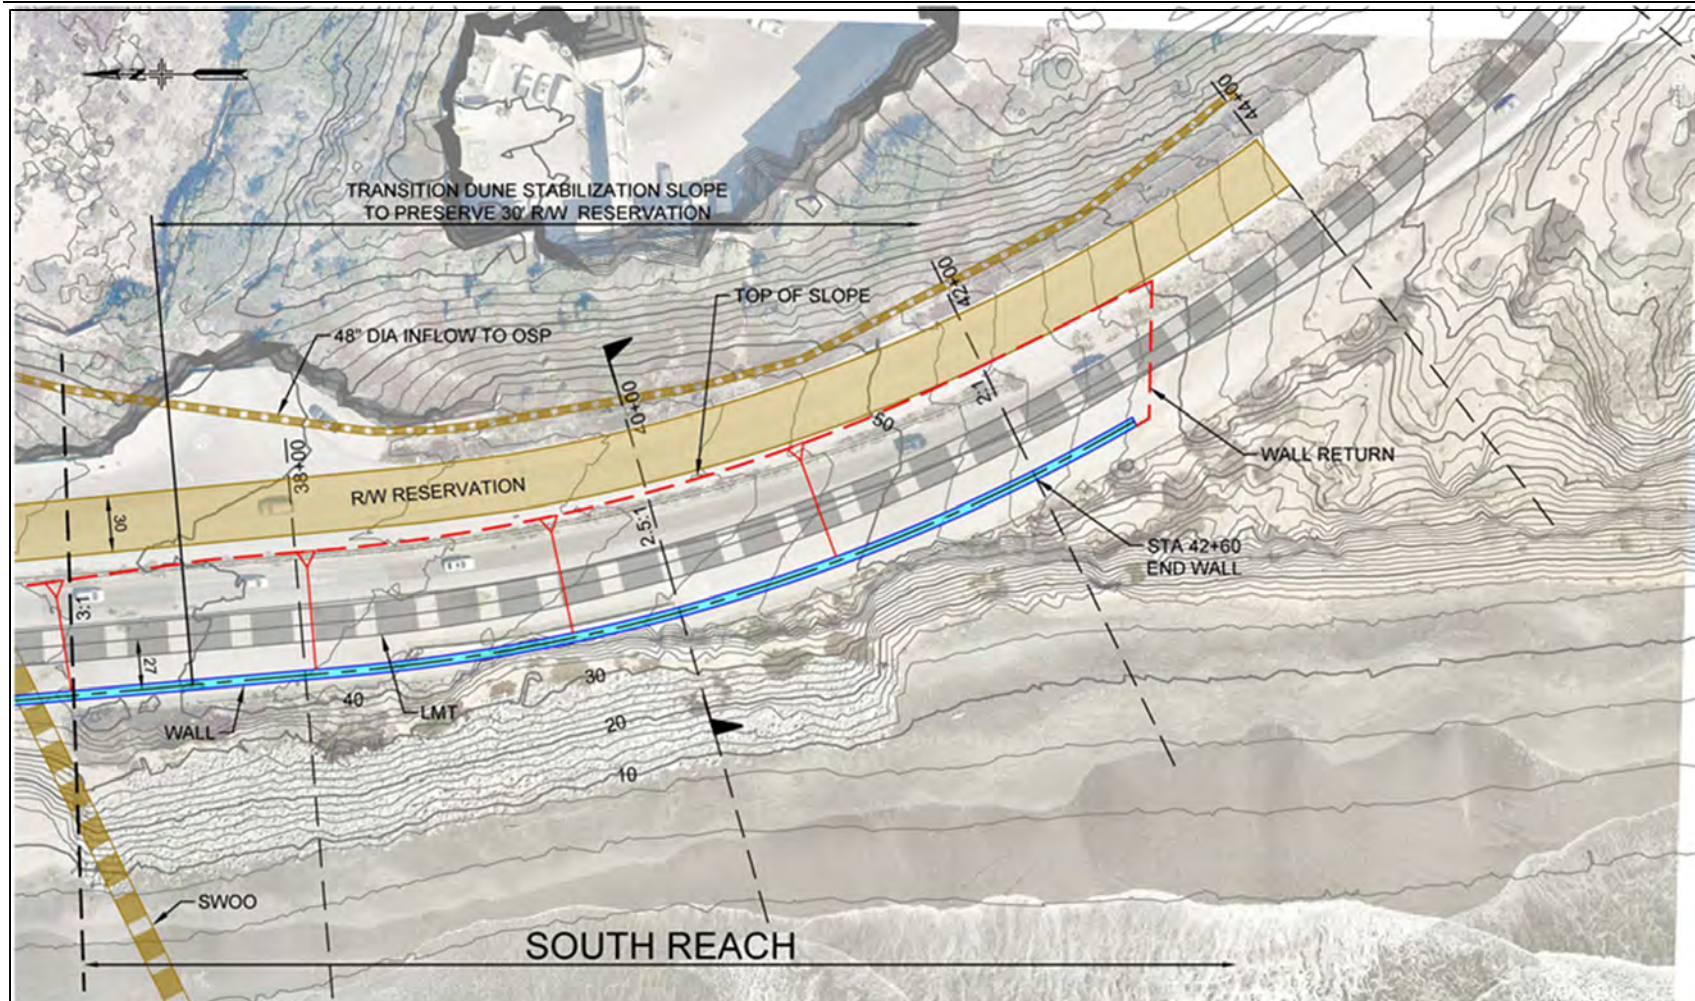 N
44+00
TRANSITION DUNE STABILIZATION SLOPE
TO PRESERVE 30' R/W RESERVATION
42+00
TOP OF SLOPE
48" DIA INFLOW TO OSP
40+00
2:1
50
38+00
R/W RESERVATION
WALL RETURN
30
2.5:1
STA 42+60
END WALL
3:1
27
30
40
LMT
20
WALL
10
SWOO
SOUTH REACH